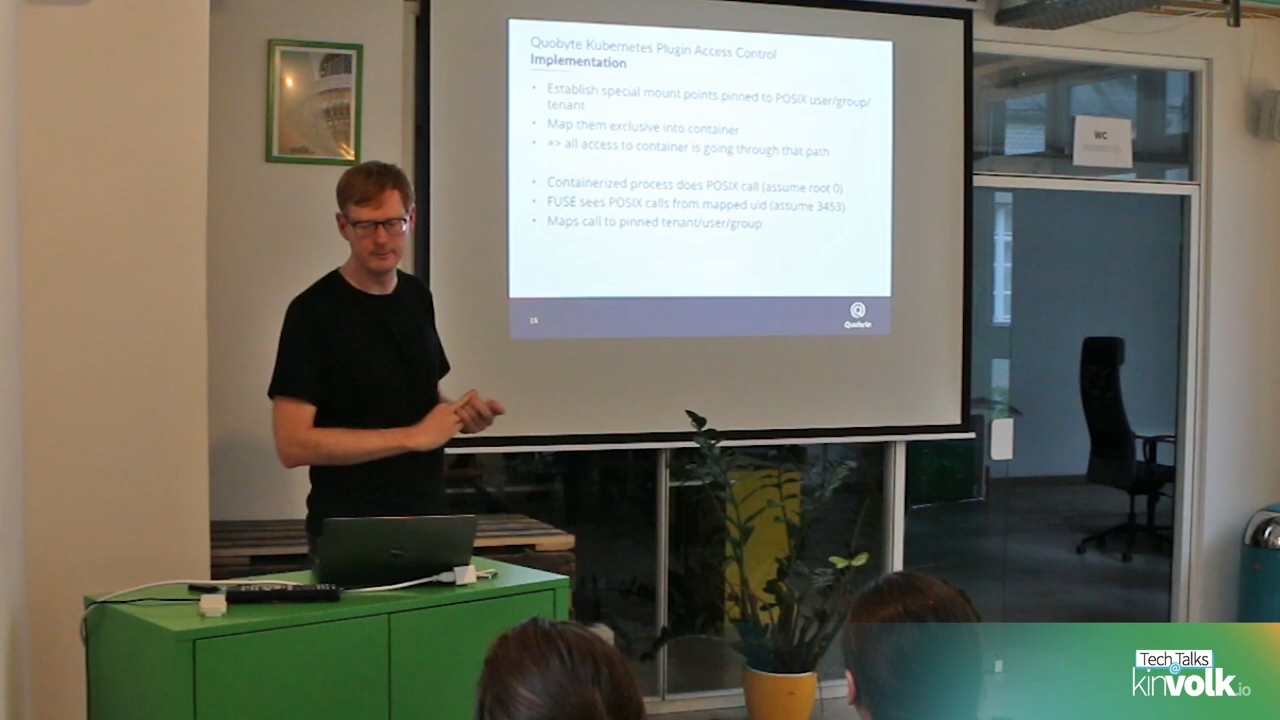 Quobyte Kubernetes Plugin Access Control
Implementation
• Establish special mount points pinned to POSIX user/group/
tenant
• Map them exclusive into container
• => all access to container is going through that path
• Containerized process does POSIX call (assume root 0)
• FUSE sees POSIX calls from mapped uid (assume 3453)
• Maps call to pinned tenant/user/group
15
Quobyte
WC
Tech Talks
@
kinvolk.io